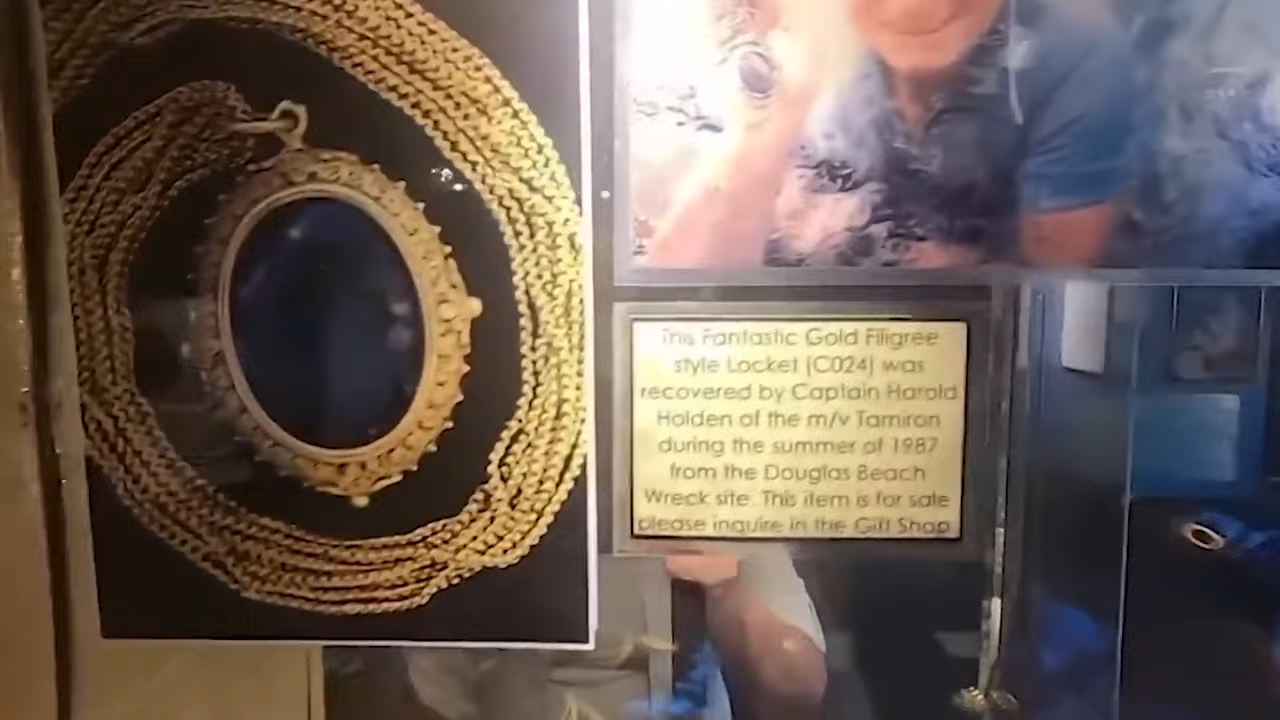 This Fantastic Gold Filigree
style Locket (C024) was
recovered by Captain Harold
Holden of the m/v Tamiron
during the summer of 1987
from the Douglas Beach
Wreck site. This item is for sale
please inquire in the Gift Shop